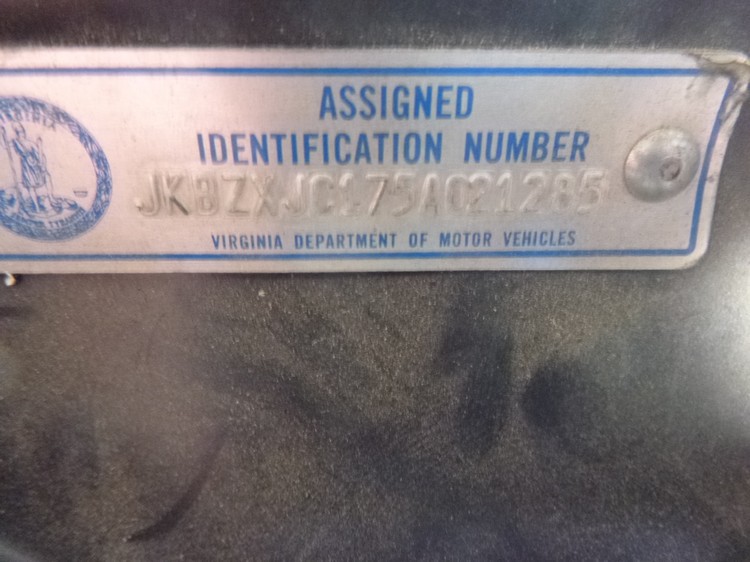 ASSIGNED
IDENTIFICATION NUMBER
JKBZXJC175A021285
VIRGINIA DEPARTMENT OF MOTOR VEHICLES